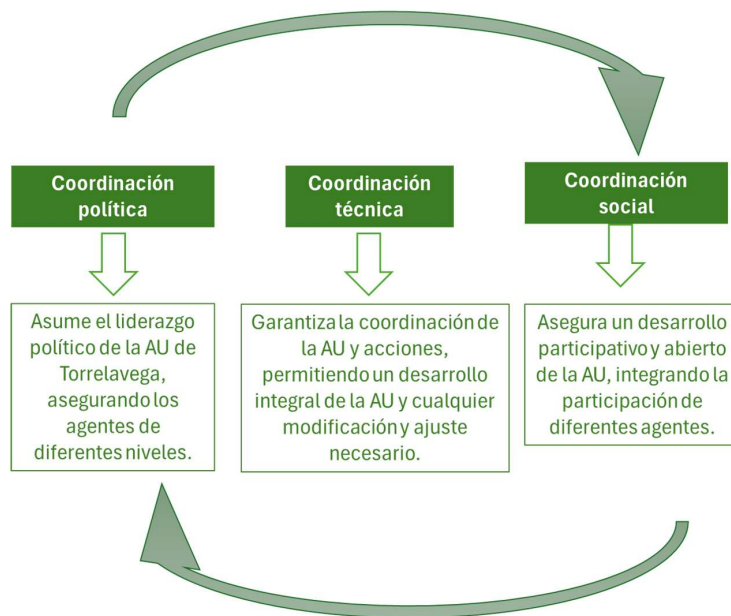 Coordinación
política
Coordinación
técnica
Coordinación
social
Asume el liderazgo
político de la AU de
Torrelavega,
asegurando los
agentes de
diferentes niveles.
Garantiza la coordinación de
la AU y acciones,
permitiendo un desarrollo
integral de la AU y cualquier
modificación y ajuste
necesario.
Asegura un desarrollo
participativo y abierto
de la AU, integrando la
participación de
diferentes agentes.